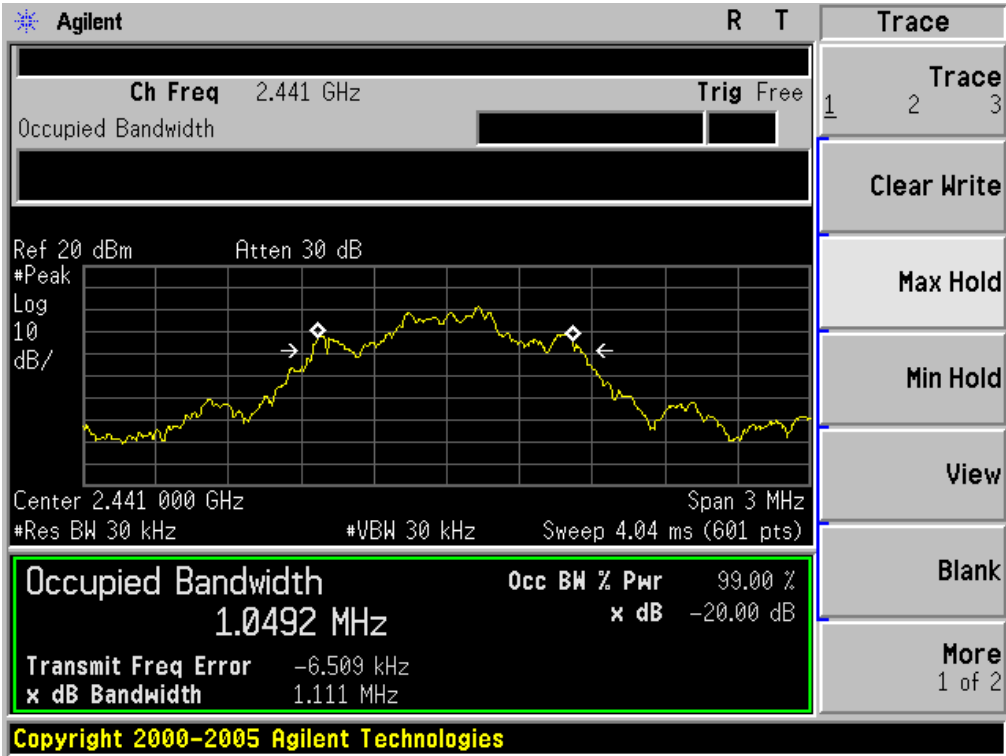 Agilent R T Trace
Ch Freq 2.441 GHz Trig Free
Occupied Bandwidth
Trace
1 2 3
Clear Write
Max Hold
Min Hold
View
Blank
More
1 of 2
Ref 20 dBm Atten 30 dB
#Peak
Log
10
dB/
Center 2.441 000 GHz Span 3 MHz
#Res BW 30 kHz #VBW 30 kHz Sweep 4.04 ms (601 pts)
Occupied Bandwidth Occ BW % Pwr 99.00 %
1.0492 MHz x dB -20.00 dB
Transmit Freq Error -6.509 kHz
x dB Bandwidth 1.111 MHz
Copyright 2000-2005 Agilent Technologies